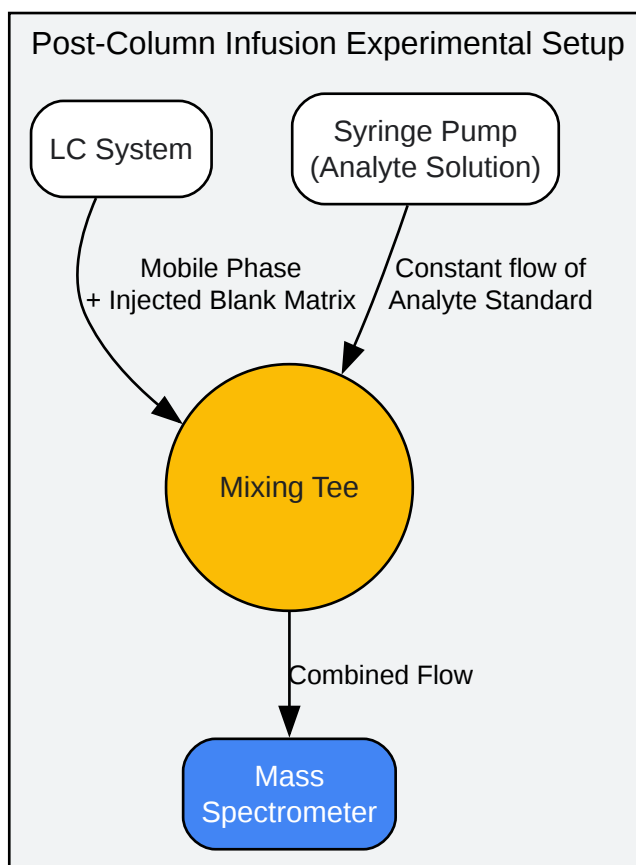 Post-Column Infusion Experimental Setup
LC System
Syringe Pump
(Analyte Solution)
Mobile Phase
+ Injected Blank Matrix
Constant flow of
Analyte Standard
Mixing Tee
Combined Flow
Mass
Spectrometer